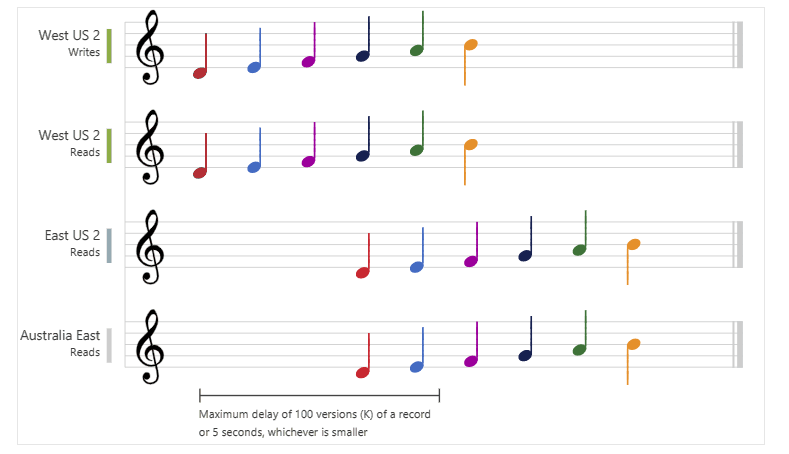 West US 2
Writes
West US 2
Reads
East US 2
Reads
Australia East
Reads
Maximum delay of 100 versions (K) of a record
or 5 seconds, whichever is smaller